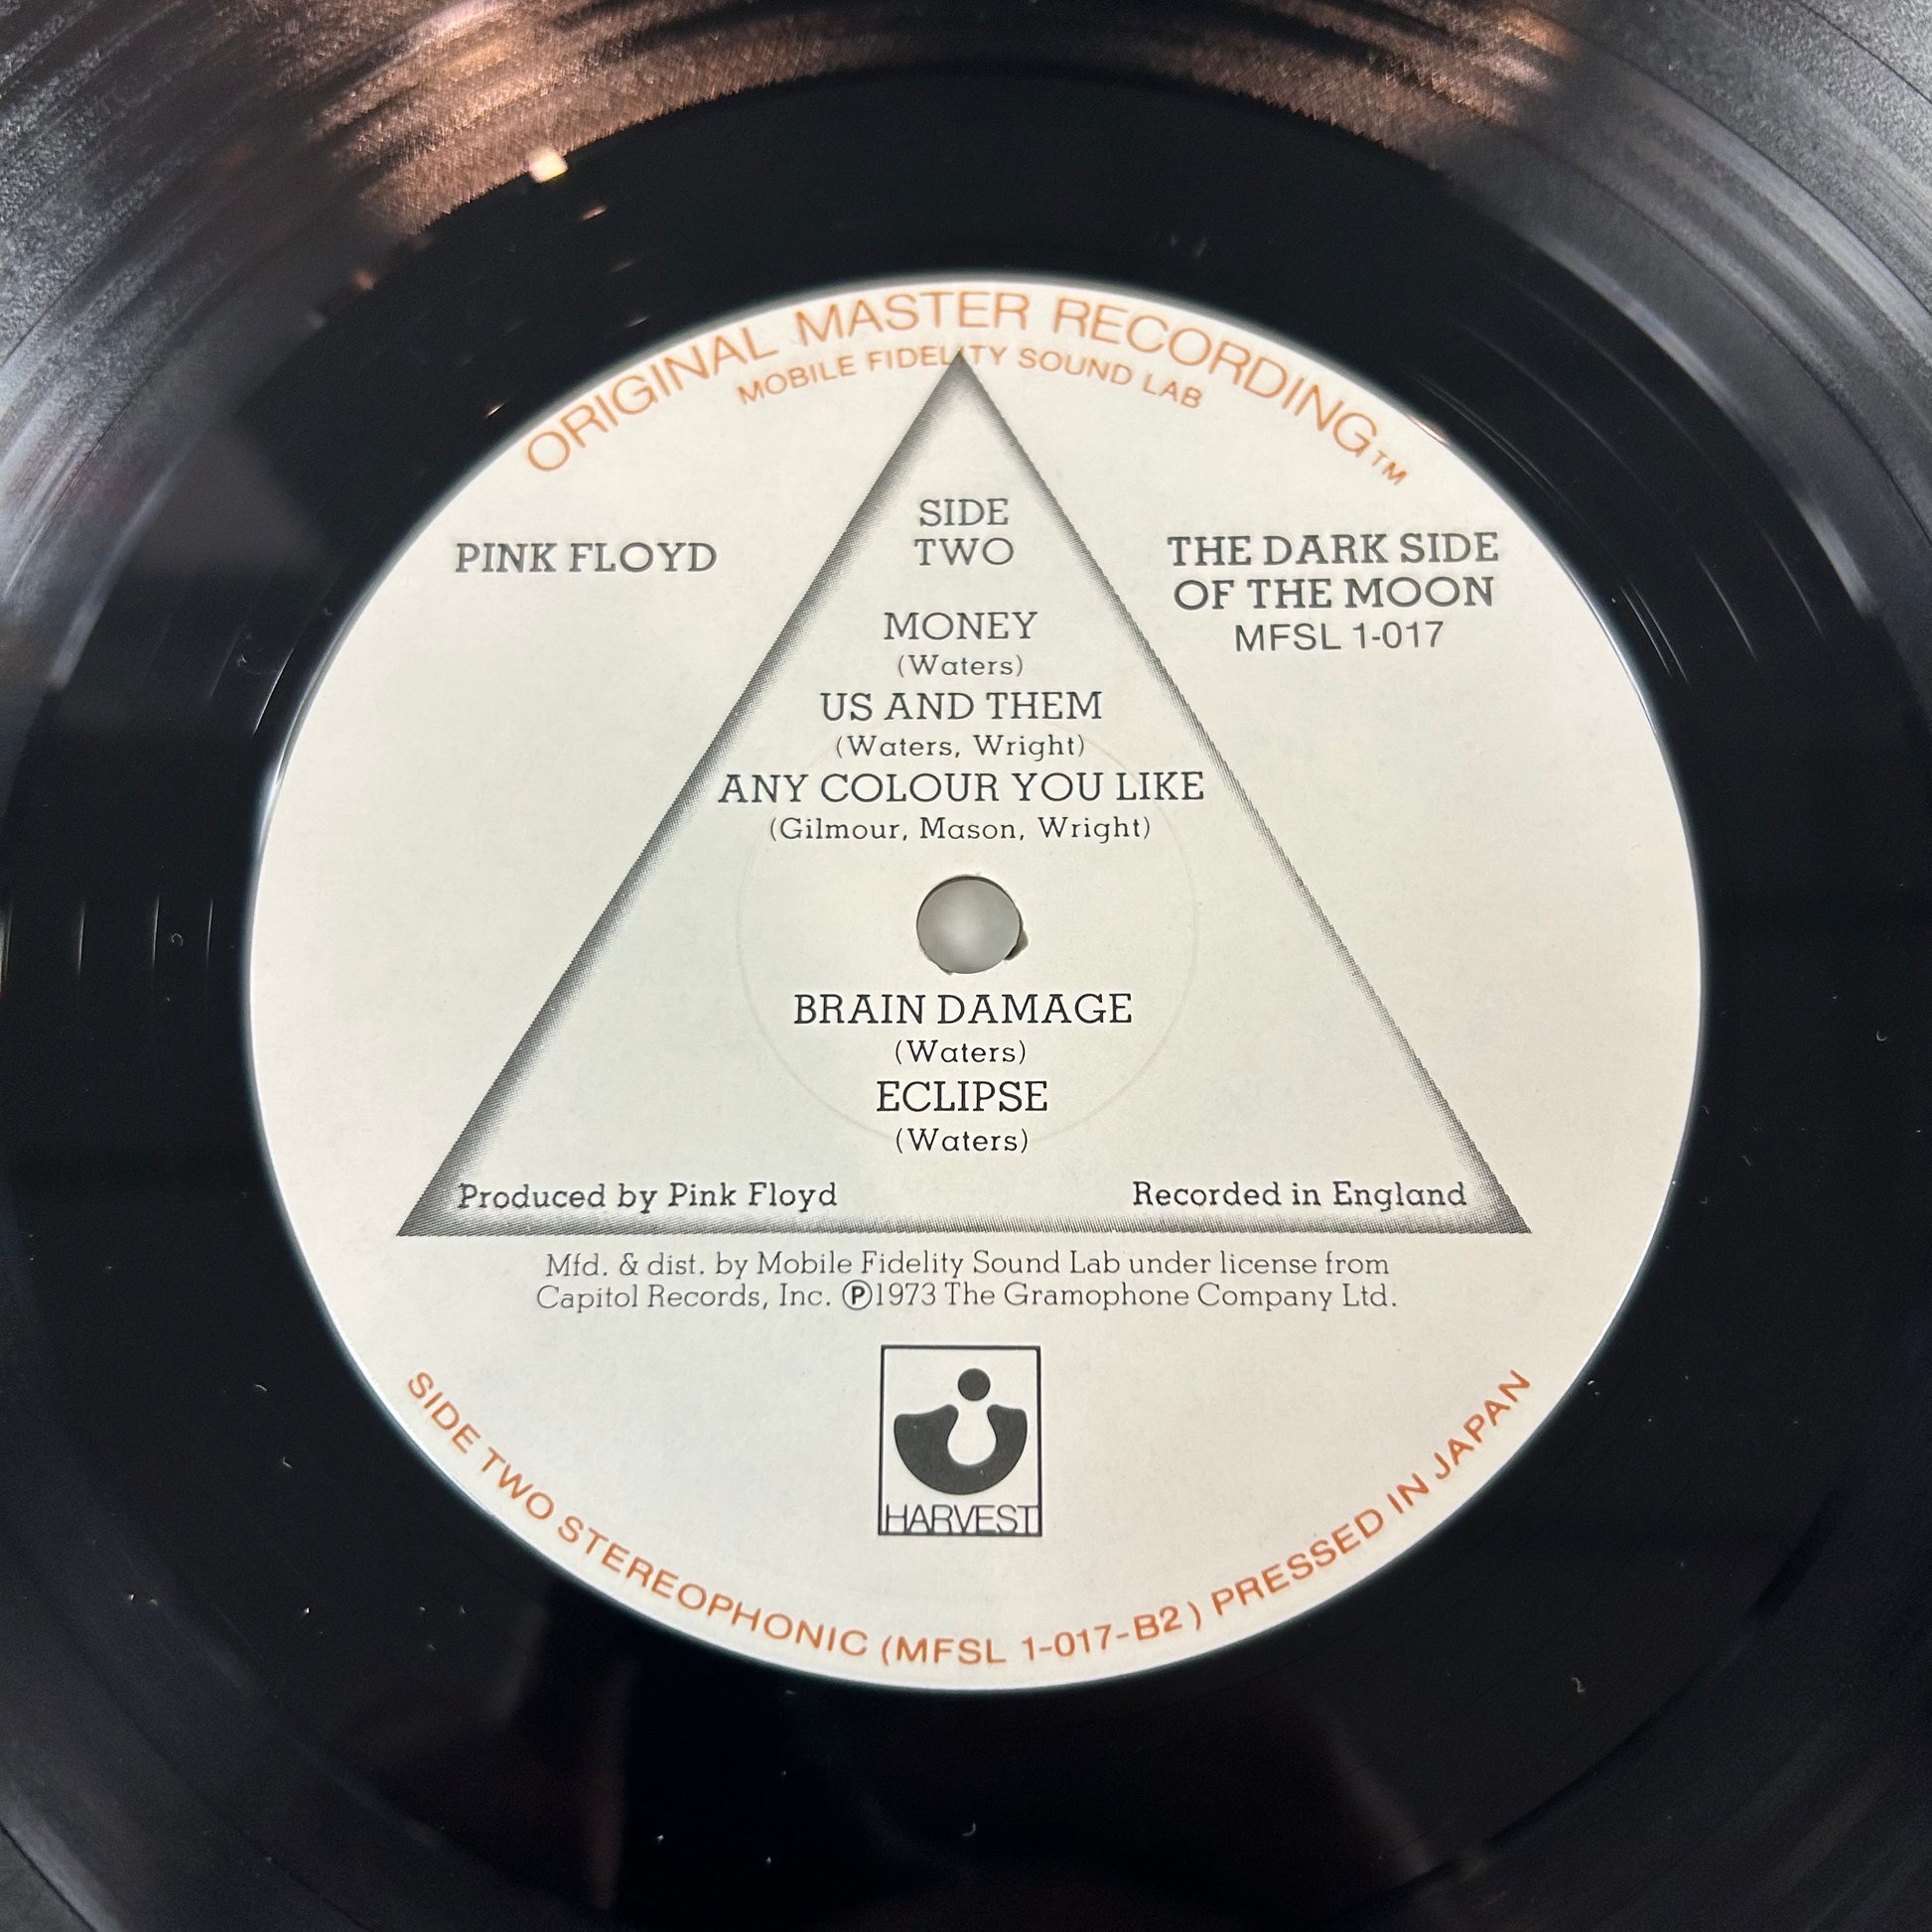 ORIGINAL MASTER RECORDING™
MOBILE FIDELITY SOUND LAB
SIDE
TWO
PINK FLOYD
THE DARK SIDE
OF THE MOON
MFSL 1-017
MONEY
(Waters)
US AND THEM
(Waters, Wright)
ANY COLOUR YOU LIKE
(Gilmour, Mason, Wright)
BRAIN DAMAGE
(Waters)
ECLIPSE
(Waters)
Produced by Pink Floyd
Recorded in England
Mfd. & dist. by Mobile Fidelity Sound Lab under license from
Capitol Records, Inc. ℗1973 The Gramophone Company Ltd.
HARVEST
SIDE TWO STEREOPHONIC (MFSL 1-017-B2) PRESSED IN JAPAN